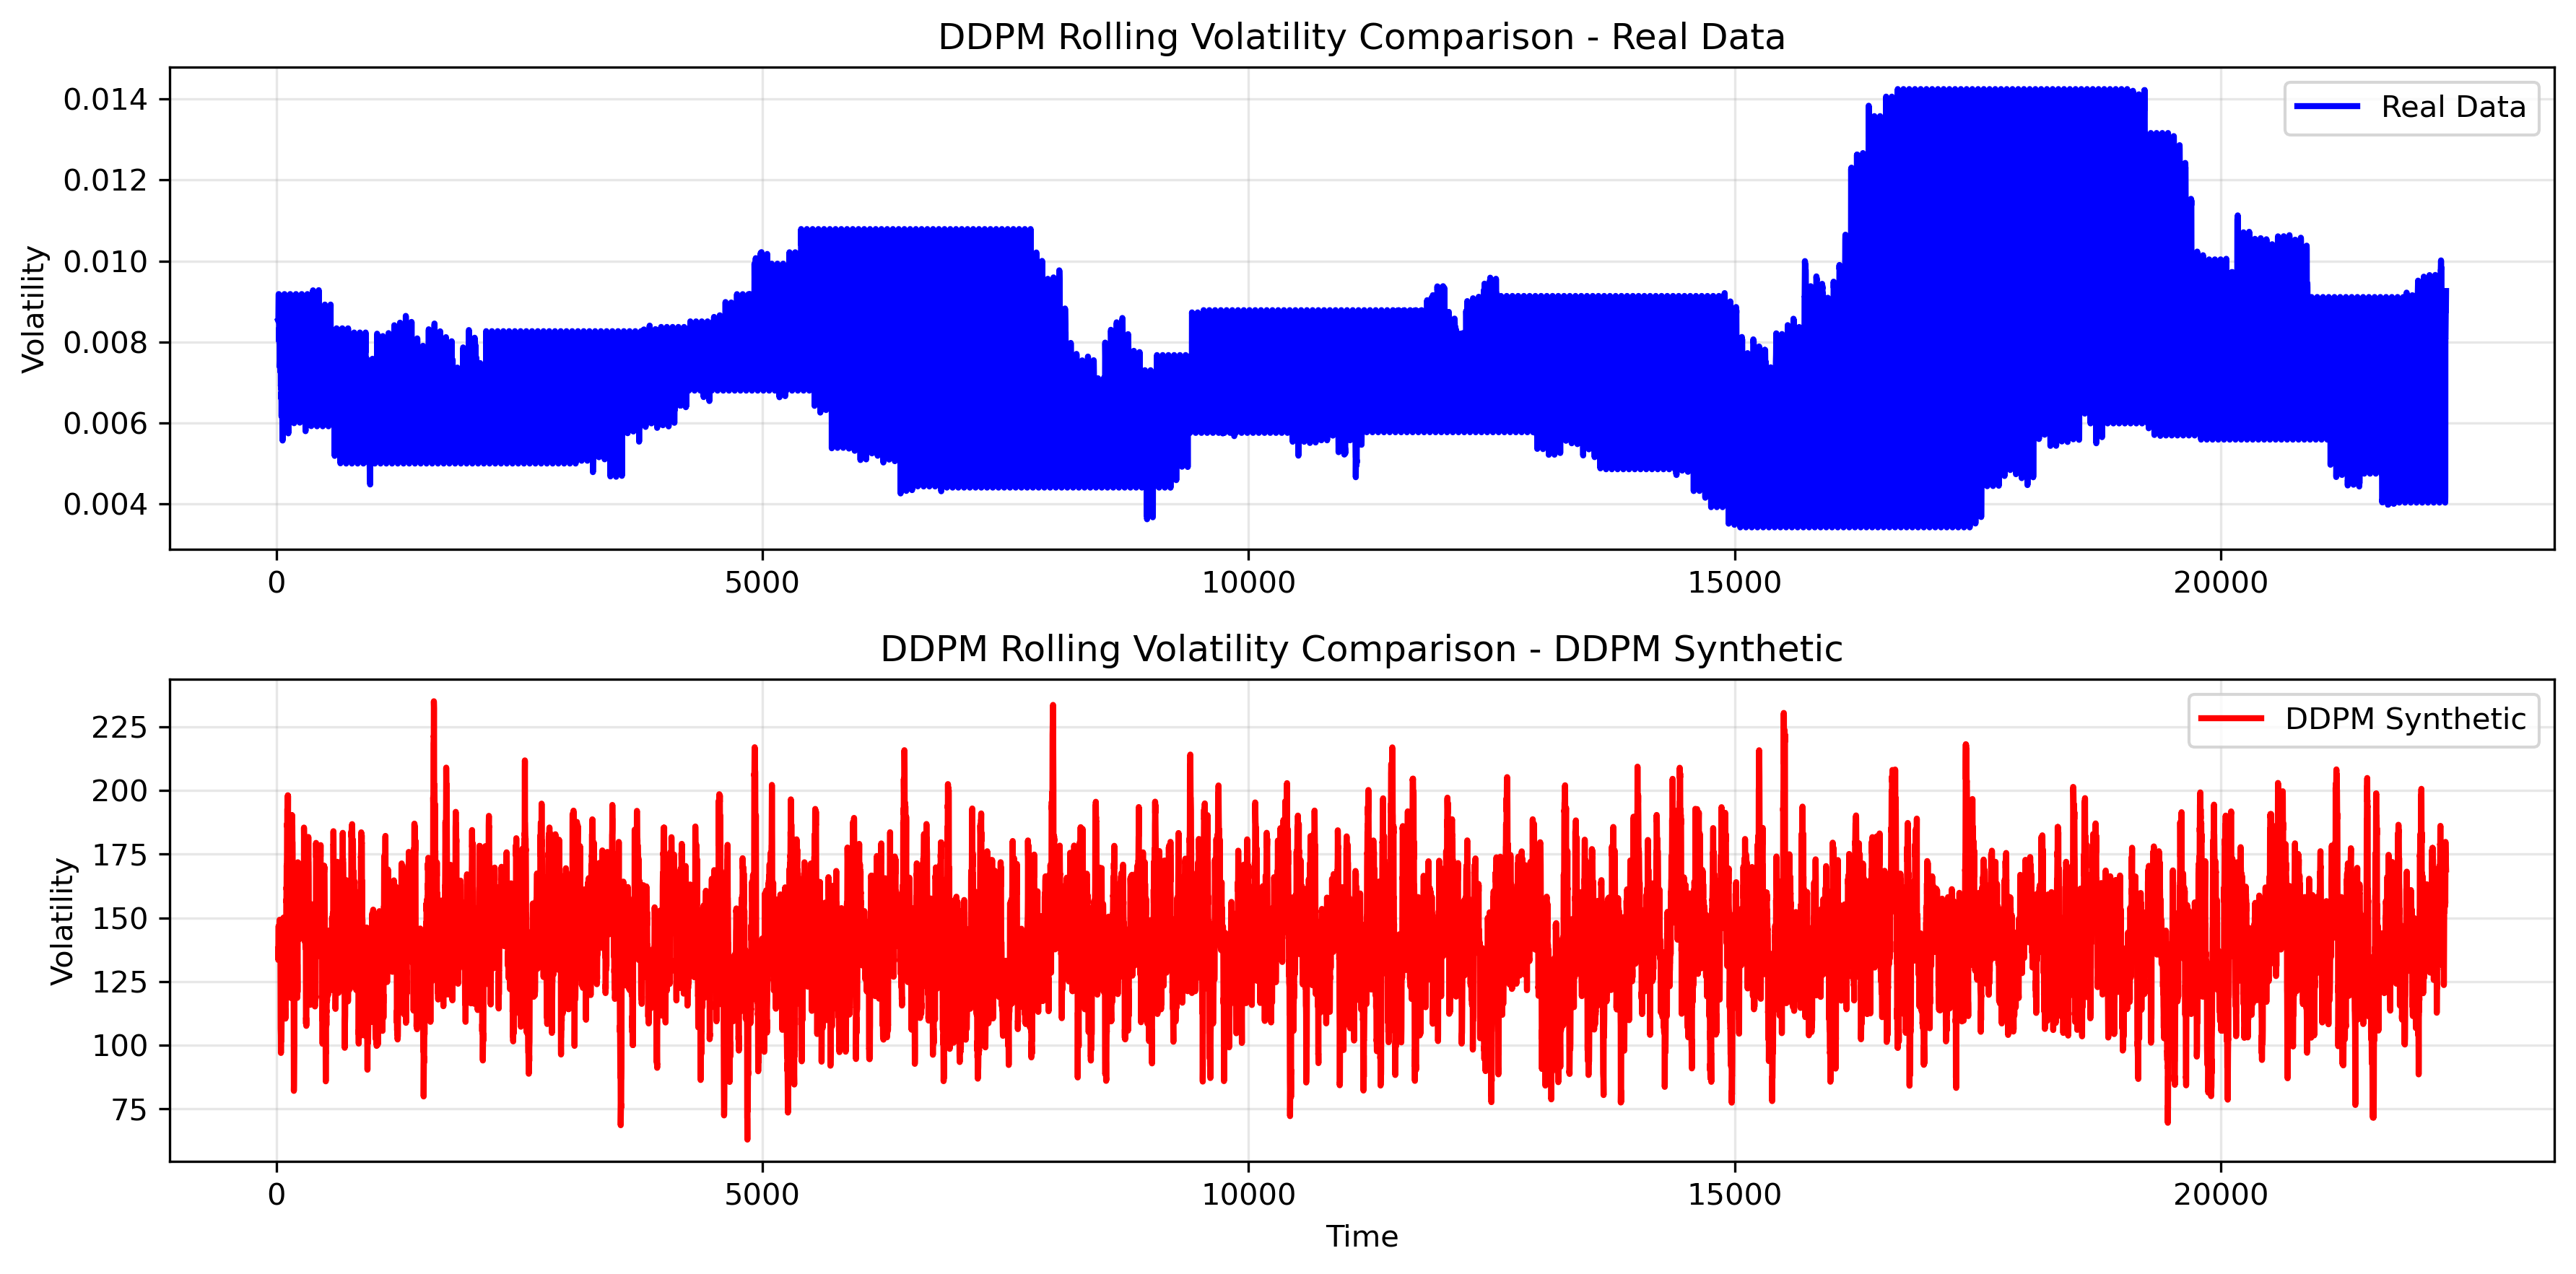 DDPM Rolling Volatility Comparison - Real Data
Volatility
0.014
0.012
0.010
0.008
0.006
0.004
Real Data
0 5000 10000 15000 20000
DDPM Rolling Volatility Comparison - DDPM Synthetic
Volatility
225
200
175
150
125
100
75
DDPM Synthetic
0 5000 10000 15000 20000
Time